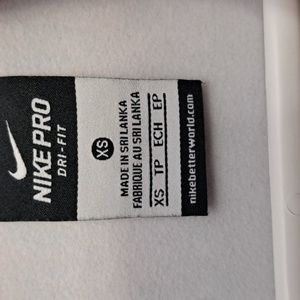 NIKE PRO
DRI-FIT
XS
MADE IN SRI LANKA
FABRIQUE AU SRI LANKA
XS TP ECH EP
nikebetterworld.com